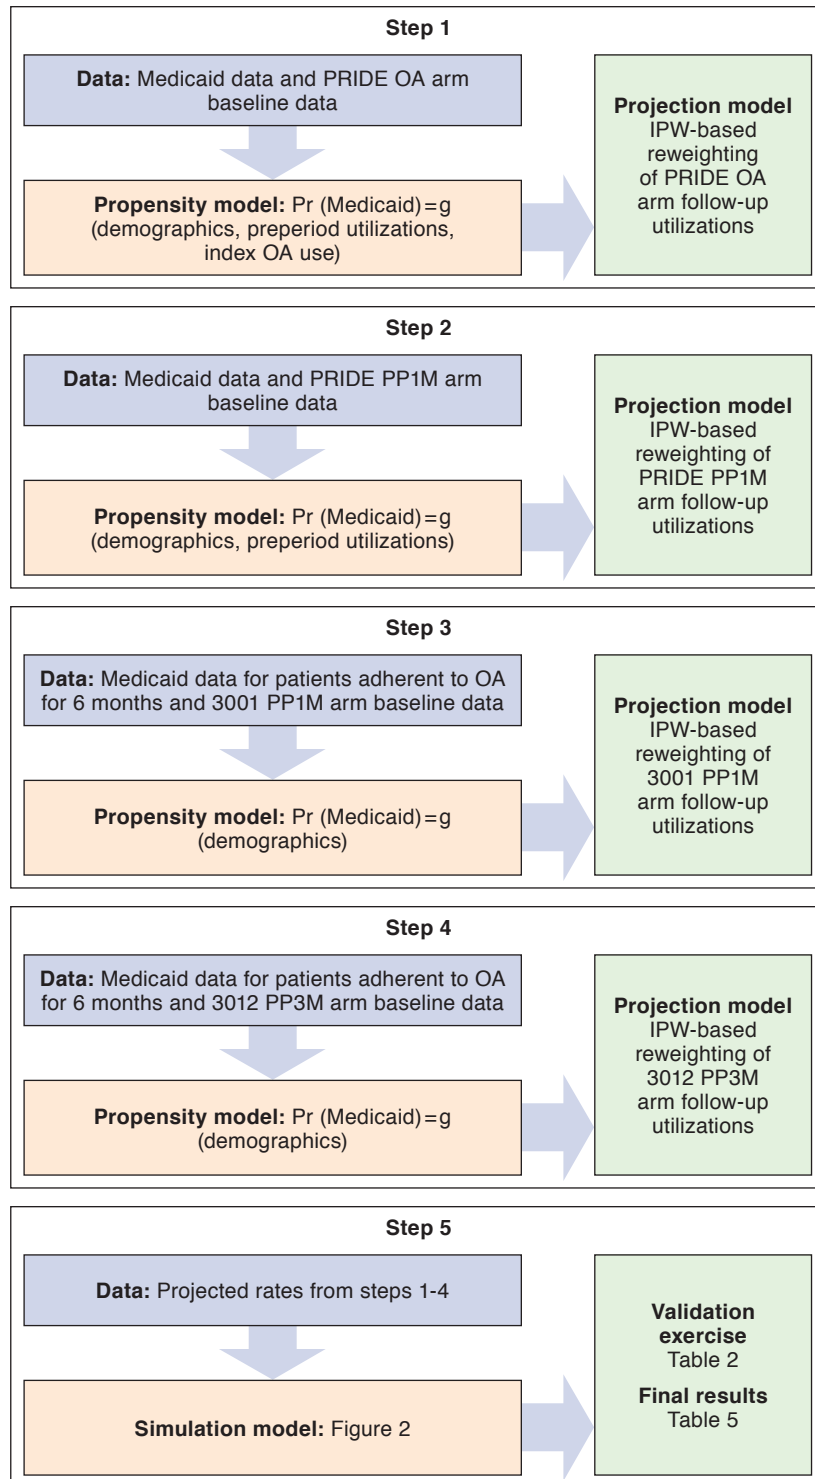 Step 1
Data: Medicaid data and PRIDE OA arm
baseline data
Propensity model: Pr (Medicaid)=g
(demographics, preperiod utilizations,
index OA use)
Projection model
IPW-based
reweighting
of PRIDE OA
arm follow-up
utilizations
Step 2
Data: Medicaid data and PRIDE PP1M arm
baseline data
Propensity model: Pr (Medicaid)=g
(demographics, preperiod utilizations)
Projection model
IPW-based
reweighting of
PRIDE PP1M
arm follow-up
utilizations
Step 3
Data: Medicaid data for patients adherent to OA
for 6 months and 3001 PP1M arm baseline data
Propensity model: Pr (Medicaid)=g
(demographics)
Projection model
IPW-based
reweighting of
3001 PP1M
arm follow-up
utilizations
Step 4
Data: Medicaid data for patients adherent to OA
for 6 months and 3012 PP3M arm baseline data
Propensity model: Pr (Medicaid)=g
(demographics)
Projection model
IPW-based
reweighting of
3012 PP3M
arm follow-up
utilizations
Step 5
Data: Projected rates from steps 1-4
Simulation model: Figure 2
Validation
exercise
Table 2
Final results
Table 5